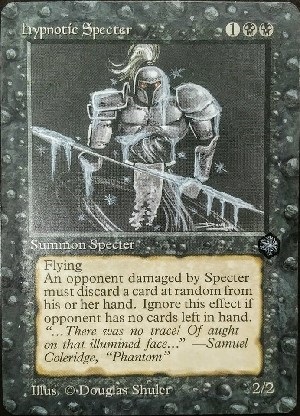 Hypnotic Specter 1
Summon Specter
Flying
An opponent damaged by Specter
must discard a card at random from
his or her hand. Ignore this effect if
opponent has no cards left in hand.
"...There was no trace! Of aught
on that illumined face..." —Samuel
Coleridge, "Phantom"
Illus. © Douglas Shuler 2/2